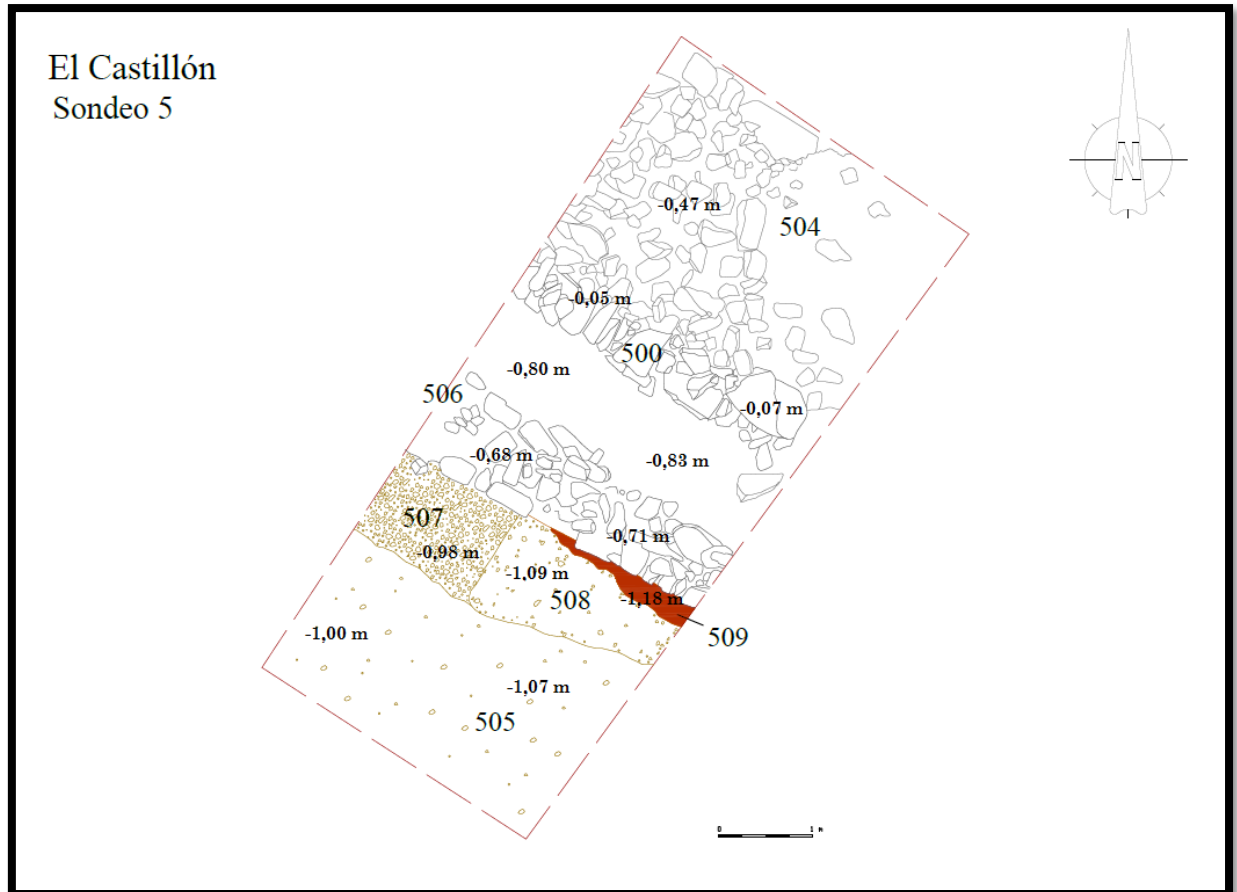 El Castillón
Sondeo 5
N
-0,47 m
504
-0,05 m
500
-0,80 m
506
-0,07 m
-0,68 m
-0,83 m
507
-0,71 m
-0,98 m
-1,09 m
508
-1,18 m
-1,00 m
509
-1,07 m
505
0 1 m